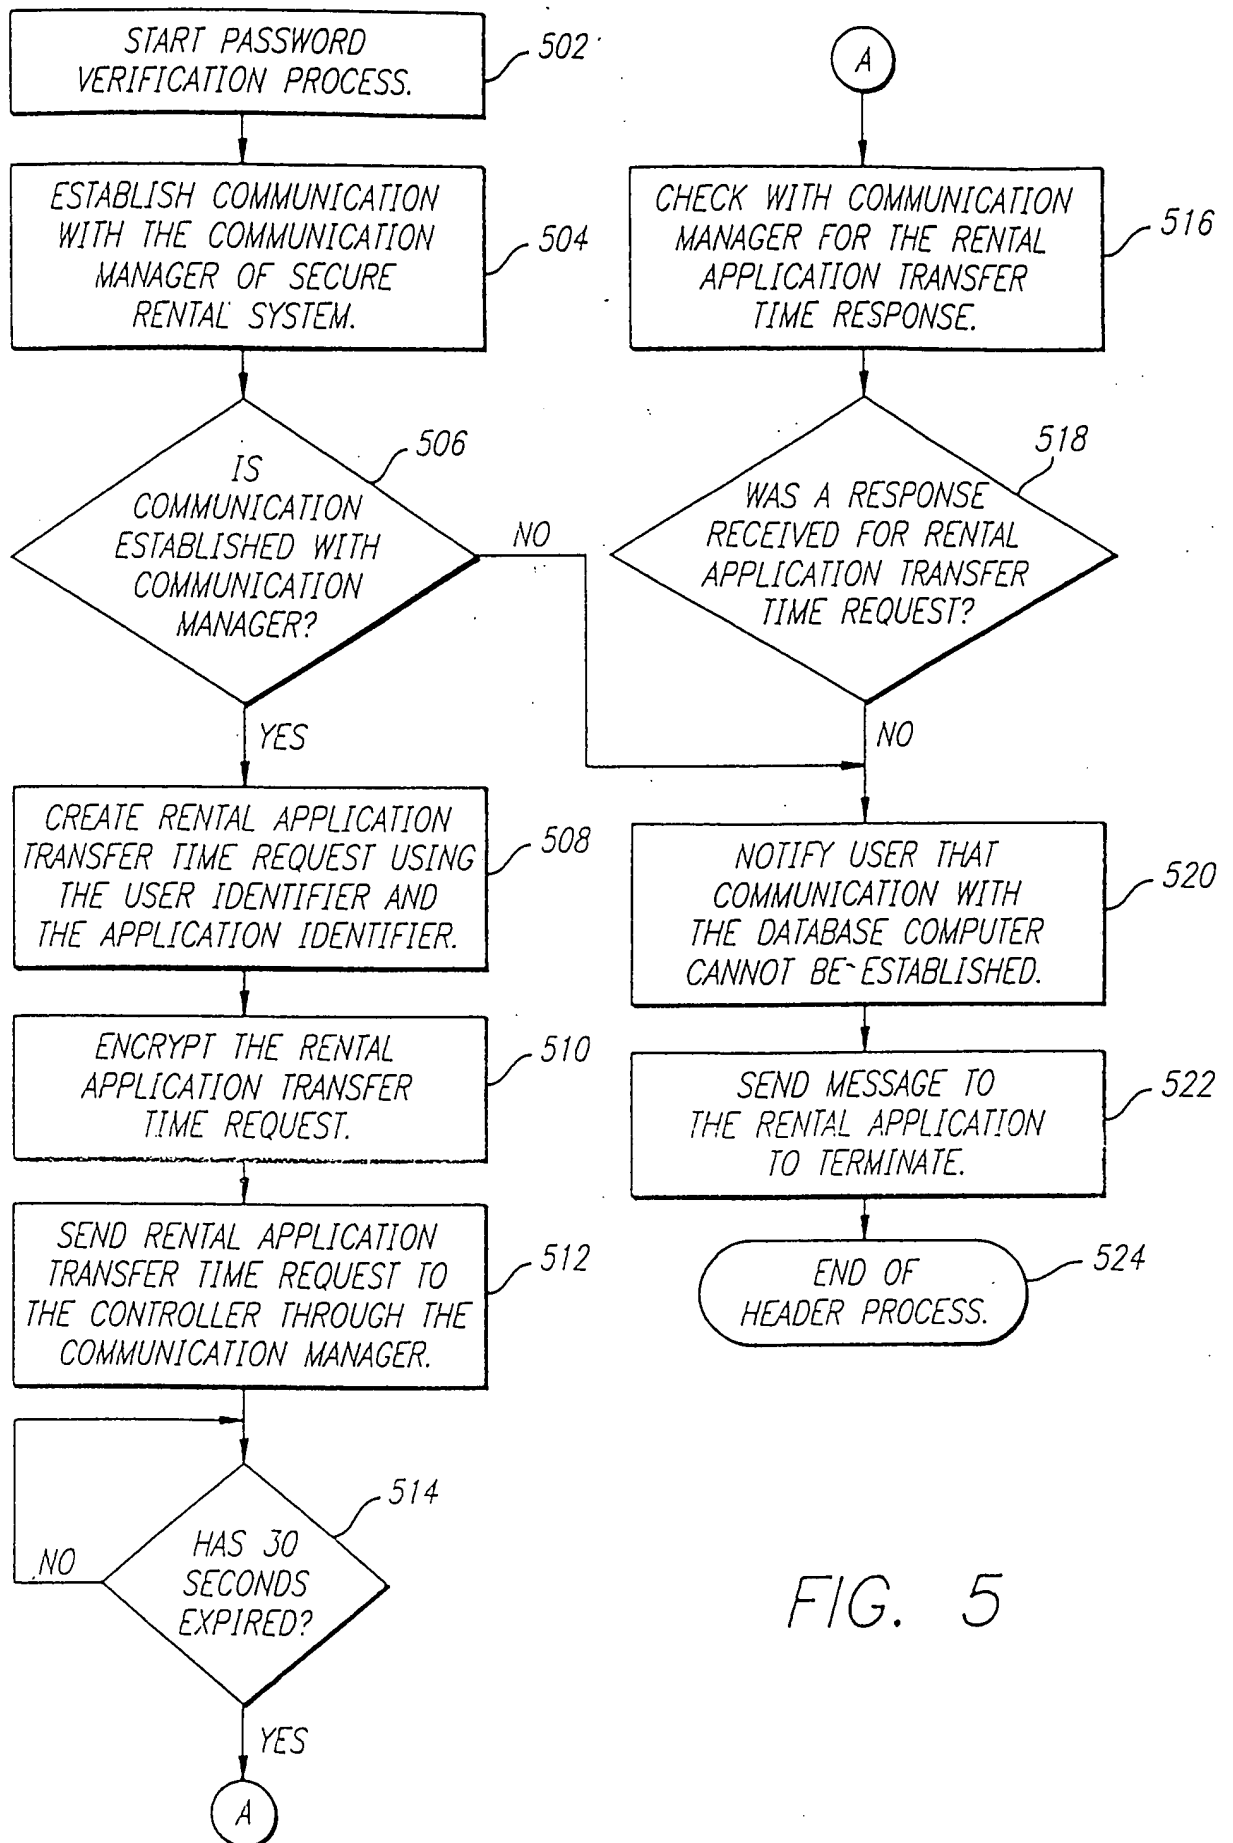 START PASSWORD
VERIFICATION PROCESS.
502
ESTABLISH COMMUNICATION
WITH THE COMMUNICATION
MANAGER OF SECURE
RENTAL SYSTEM.
504
IS
COMMUNICATION
ESTABLISHED WITH
COMMUNICATION
MANAGER?
506
NO
YES
CREATE RENTAL APPLICATION
TRANSFER TIME REQUEST USING
THE USER IDENTIFIER AND
THE APPLICATION IDENTIFIER.
508
ENCRYPT THE RENTAL
APPLICATION TRANSFER
TIME REQUEST.
510
SEND RENTAL APPLICATION
TRANSFER TIME REQUEST TO
THE CONTROLLER THROUGH THE
COMMUNICATION MANAGER.
512
HAS 30
SECONDS
EXPIRED?
514
NO
YES
A
A
CHECK WITH COMMUNICATION
MANAGER FOR THE RENTAL
APPLICATION TRANSFER
TIME RESPONSE.
516
WAS A RESPONSE
RECEIVED FOR RENTAL
APPLICATION TRANSFER
TIME REQUEST?
518
NO
NOTIFY USER THAT
COMMUNICATION WITH
THE DATABASE COMPUTER
CANNOT BE ESTABLISHED.
520
SEND MESSAGE TO
THE RENTAL APPLICATION
TO TERMINATE.
522
END OF
HEADER PROCESS.
524
FIG. 5